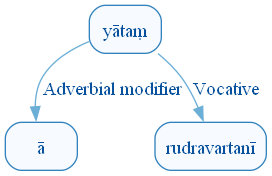 yātaṃ
Adverbial modifier Vocative
ā rudravartanī